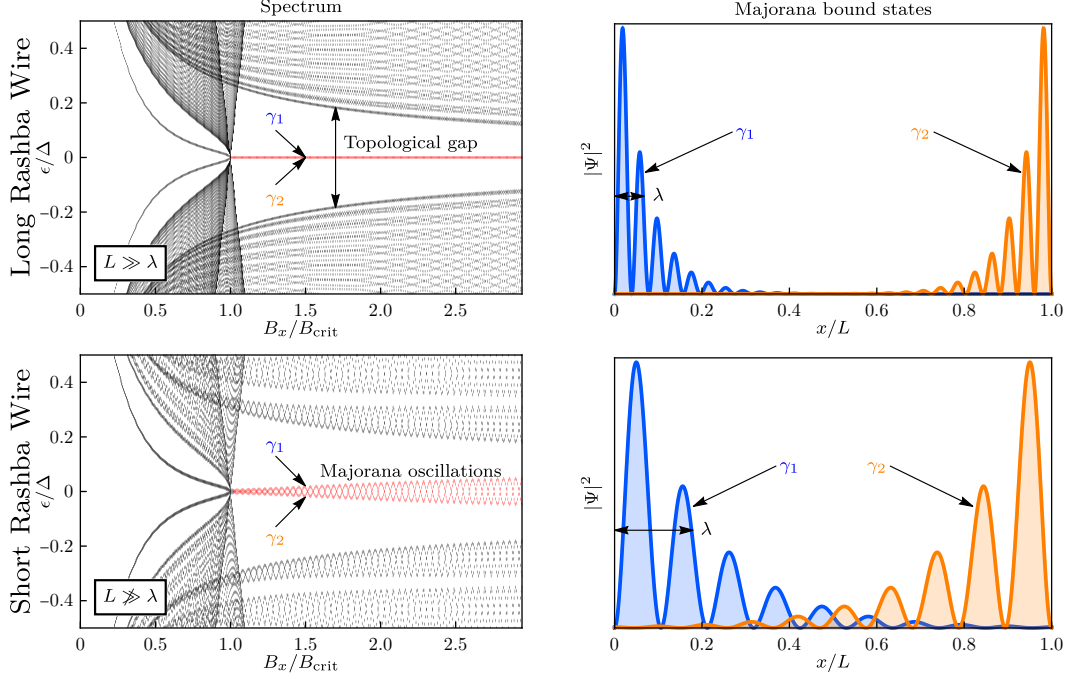 Spectrum
Majorana bound states
Long Rashba Wire
ϵ/Δ
0.4
0.2
0
−0.2
−0.4
γ₁
γ₂
Topological gap
L ≫ λ
0
0.5
1.0
1.5
2.0
2.5
Bₓ/B_crit
|Ψ|²
γ₁
γ₂
λ
0
0.2
0.4
0.6
0.8
1.0
x/L
Short Rashba Wire
ϵ/Δ
0.4
0.2
0
−0.2
−0.4
γ₁
γ₂
Majorana oscillations
L ≫̸ λ
0
0.5
1.0
1.5
2.0
2.5
Bₓ/B_crit
|Ψ|²
γ₁
γ₂
λ
0
0.2
0.4
0.6
0.8
1.0
x/L